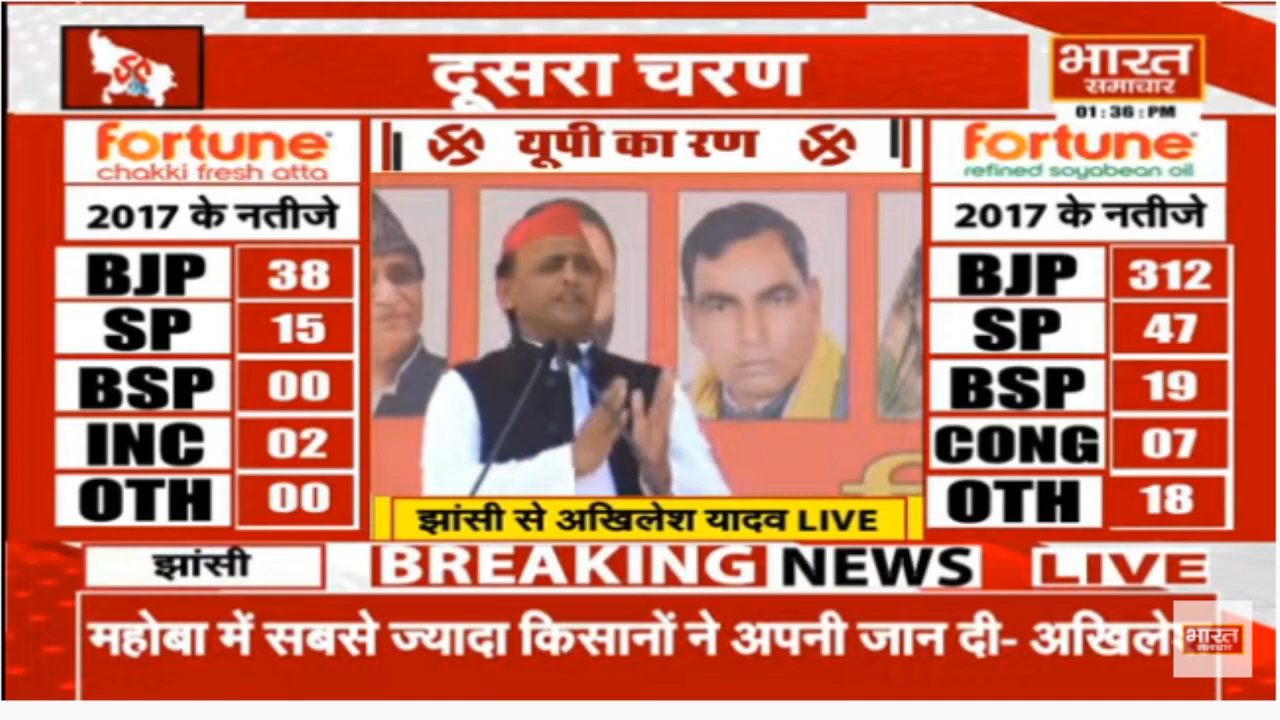 दूसरा चरण
भारत
समाचार
01:36:PM
fortune
chakki fresh atta
2017 के नतीजे
BJP 38
SP 15
BSP 00
INC 02
OTH 00
यूपी का रण
झांसी से अखिलेश यादव LIVE
fortune
refined soyabean oil
2017 के नतीजे
BJP 312
SP 47
BSP 19
CONG 07
OTH 18
झांसी
BREAKING NEWS
LIVE
महोबा में सबसे ज्यादा किसानों ने अपनी जान दी- अखिलेश
भारत
समाचार